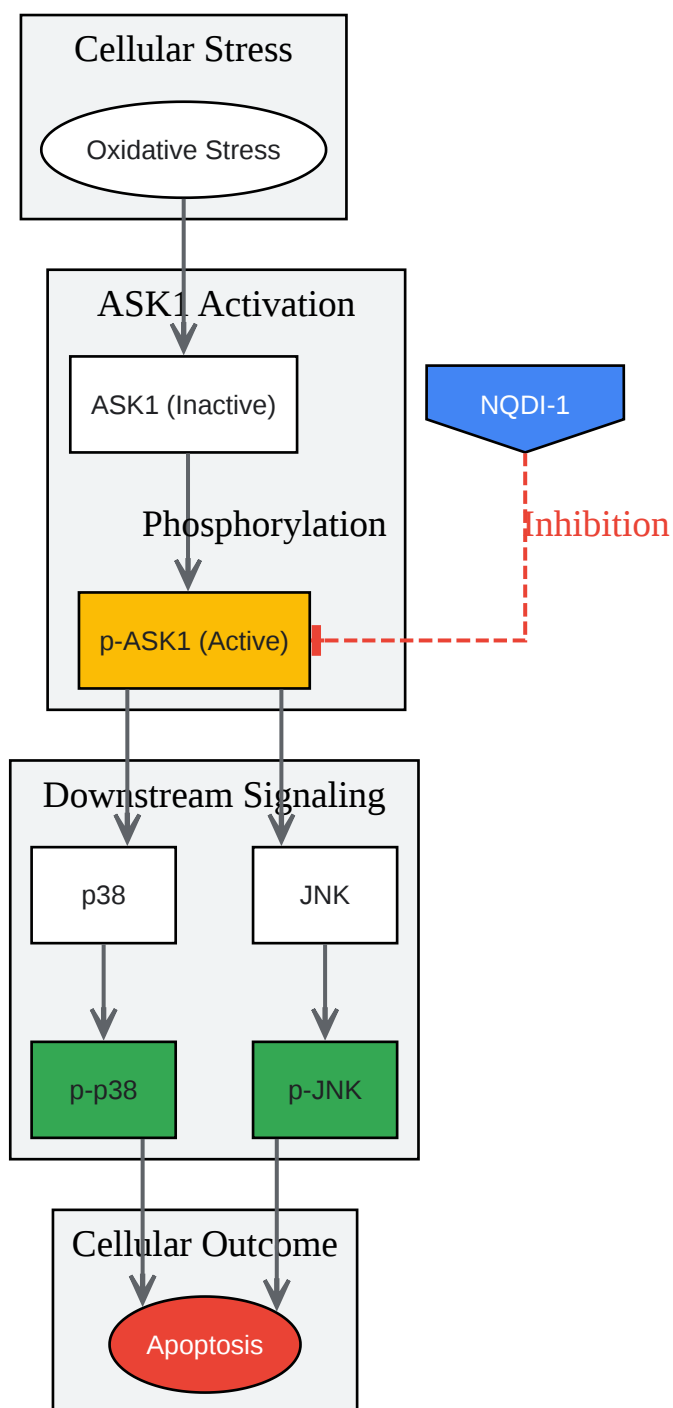 Cellular Stress
Oxidative Stress
ASK1 Activation
ASK1 (Inactive)
NQDI-1
Phosphorylation
Inhibition
p-ASK1 (Active)
Downstream Signaling
p38
JNK
p-p38
p-JNK
Cellular Outcome
Apoptosis